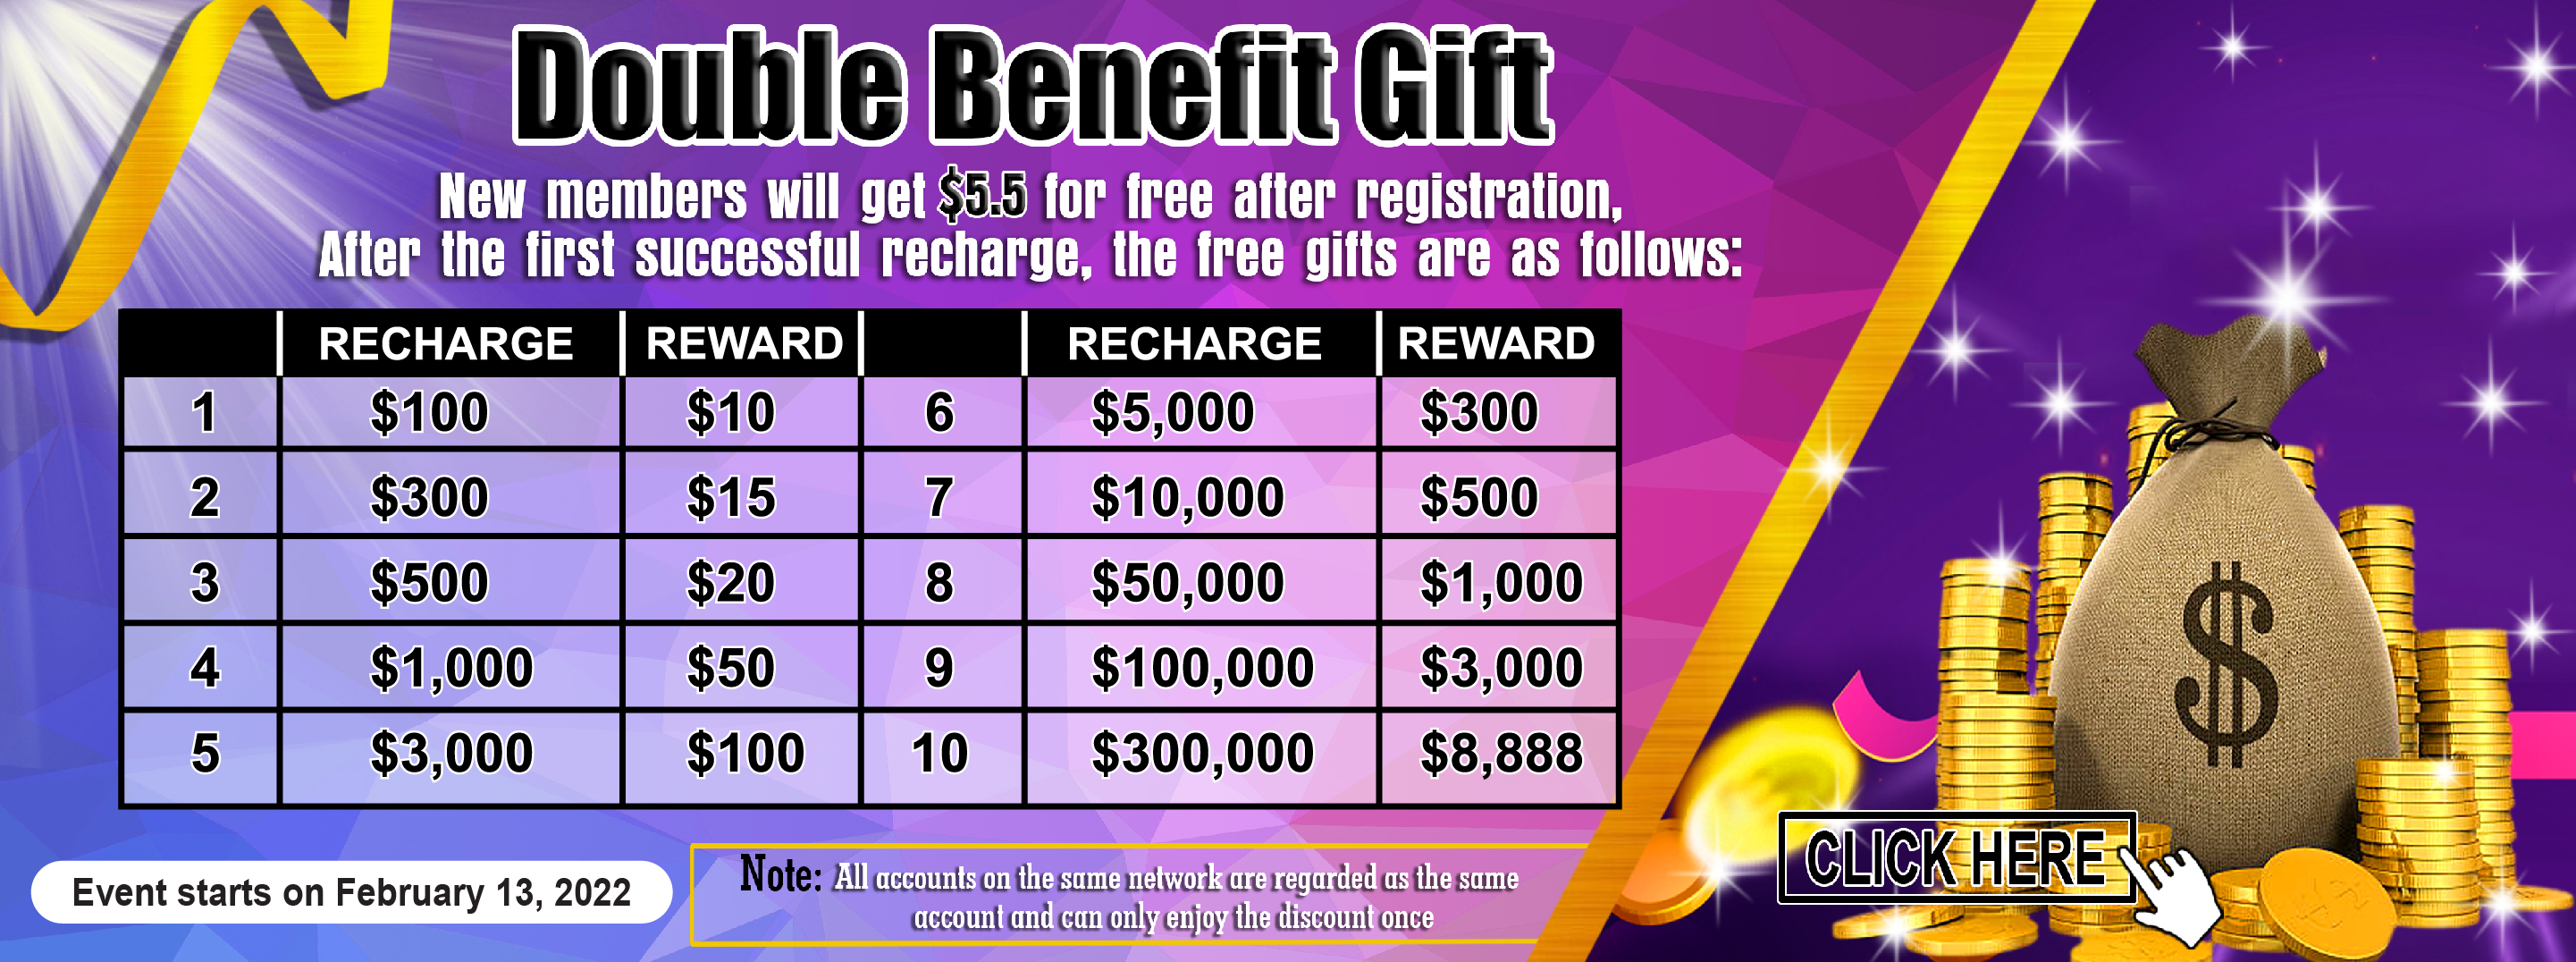 Double Benefit Gift
New members will get $5.5 for free after registration,
After the first successful recharge, the free gifts are as follows:
RECHARGE REWARD RECHARGE REWARD
1 $100 $10 6 $5,000 $300
2 $300 $15 7 $10,000 $500
3 $500 $20 8 $50,000 $1,000
4 $1,000 $50 9 $100,000 $3,000
5 $3,000 $100 10 $300,000 $8,888
Event starts on February 13, 2022
Note: All accounts on the same network are regarded as the same
account and can only enjoy the discount once
CLICK HERE
$